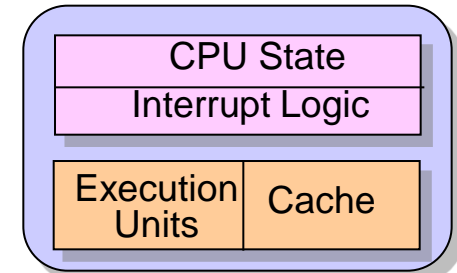 CPU State
Interrupt Logic
Execution
Units
Cache